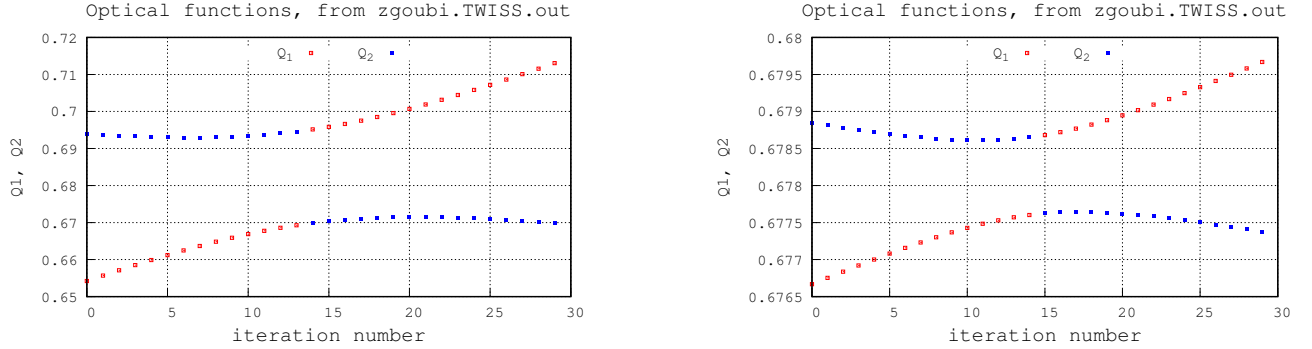 Optical functions, from zgoubi.TWISS.out
Q1, Q2
0.72
0.71
0.7
0.69
0.68
0.67
0.66
0.65
Q₁
Q₂
0 5 10 15 20 25 30
iteration number
Optical functions, from zgoubi.TWISS.out
Q1, Q2
0.68
0.6795
0.679
0.6785
0.678
0.6775
0.677
0.6765
Q₁
Q₂
0 5 10 15 20 25 30
iteration number